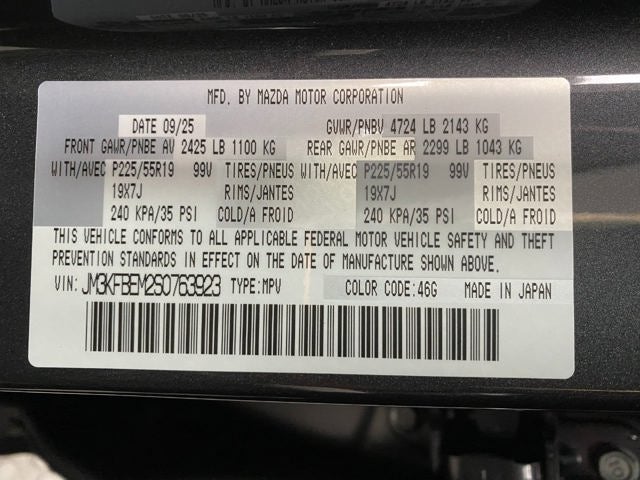 MFD. BY MAZDA MOTOR CORPORATION
DATE 09/25 GVWR/PNBV 4724 LB 2143 KG
FRONT GAWR/PNBE AV 2425 LB 1100 KG REAR GAWR/PNBE AR 2299 LB 1043 KG
WITH/AVEC P225/55R19 99V TIRES/PNEUS WITH/AVEC P225/55R19 99V TIRES/PNEUS
19X7J RIMS/JANTES 19X7J RIMS/JANTES
240 KPA/35 PSI COLD/A FROID 240 KPA/35 PSI COLD/A FROID
THIS VEHICLE CONFORMS TO ALL APPLICABLE FEDERAL MOTOR VEHICLE SAFETY AND THEFT
PREVENTION STANDARDS IN EFFECT ON THE DATE OF MANUFACTURE SHOWN ABOVE.
VIN: JM3KFBEM2S0763923 TYPE:MPV COLOR CODE:46G MADE IN JAPAN